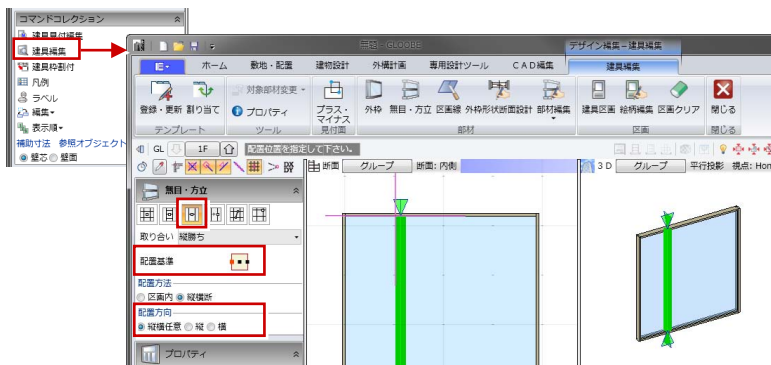 コマンドコレクション
建具見付編集
建具編集
建具枠割付
凡例
ラベル
編集
表示順
補助寸法 参照オブジェクト
壁芯 壁面
無題 - GLOOBE
デザイン編集 - 建具編集
ホーム 敷地・配置 建物設計 外構計画 専用設計ツール CAD編集 建具編集
登録・更新 割り当て
テンプレート
対象部材変更
プロパティ
ツール
プラス・マイナス
見付面
外枠 無目・方立 区画線 外枠形状 断面設計 部材編集
部材
建具区画 絵柄編集 区画クリア
区画
閉じる
閉じる
GL 1F 配置位置を指定して下さい。
断面 グループ 断面: 内側
3D グループ 平行投影 視点: Hom
無目・方立
取り合い 縦勝ち
配置基準
配置方法
区画内 縦横断
配置方向
縦横任意 縦 横
プロパティ